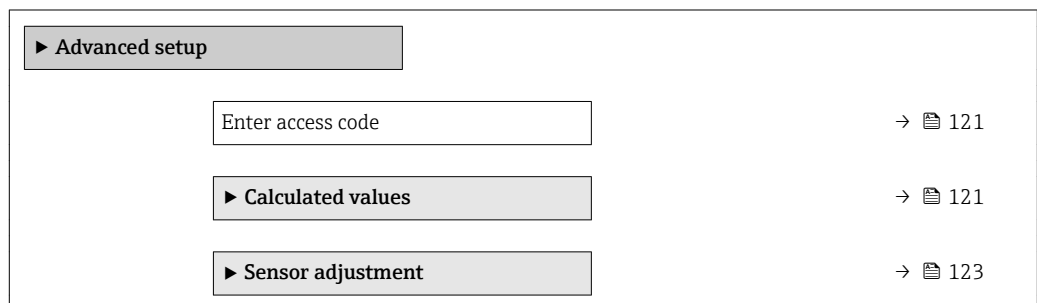 ▶ Advanced setup
Enter access code → 121
▶ Calculated values → 121
▶ Sensor adjustment → 123